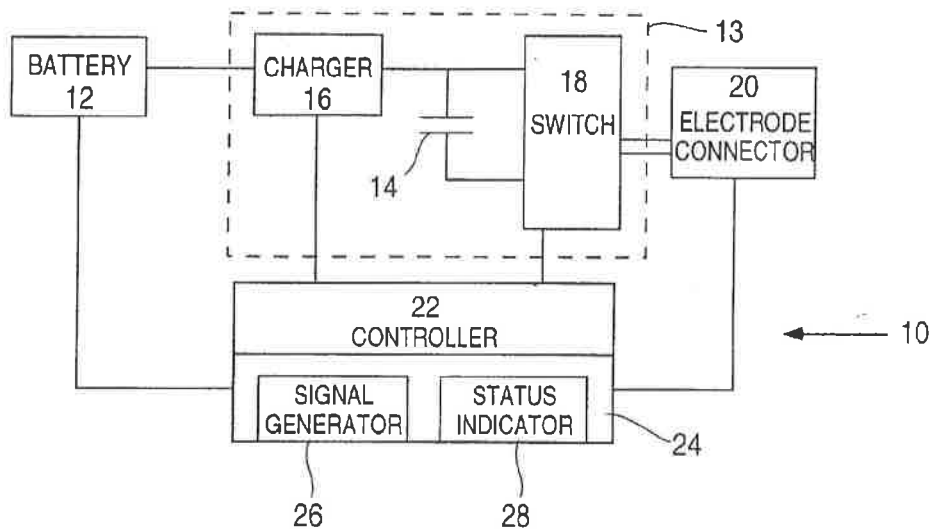 13
BATTERY
12
CHARGER
16
18
SWITCH
20
ELECTRODE
CONNECTOR
14
22
CONTROLLER
10
SIGNAL
GENERATOR
STATUS
INDICATOR
24
26
28